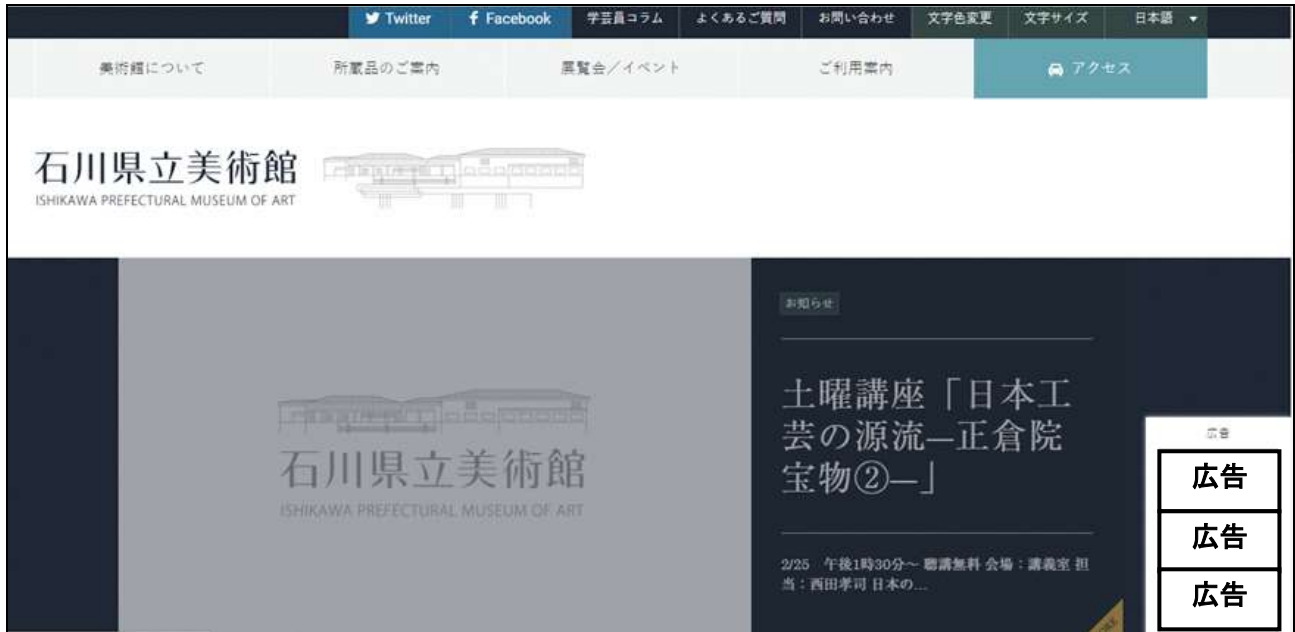 Twitter
Facebook
学芸員コラム
よくあるご質問
お問い合わせ
文字色変更
文字サイズ
日本語
美術館について
所蔵品のご案内
展覧会/イベント
ご利用案内
アクセス
石川県立美術館
ISHIKAWA PREFECTURAL MUSEUM OF ART
石川県立美術館
ISHIKAWA PREFECTURAL MUSEUM OF ART
お知らせ
土曜講座「日本工
芸の源流―正倉院
宝物②―」
2/25 午後1時30分~ 聴講無料 会場:講義室 担
当:西田孝司 日本の...
広告
広告
広告
広告